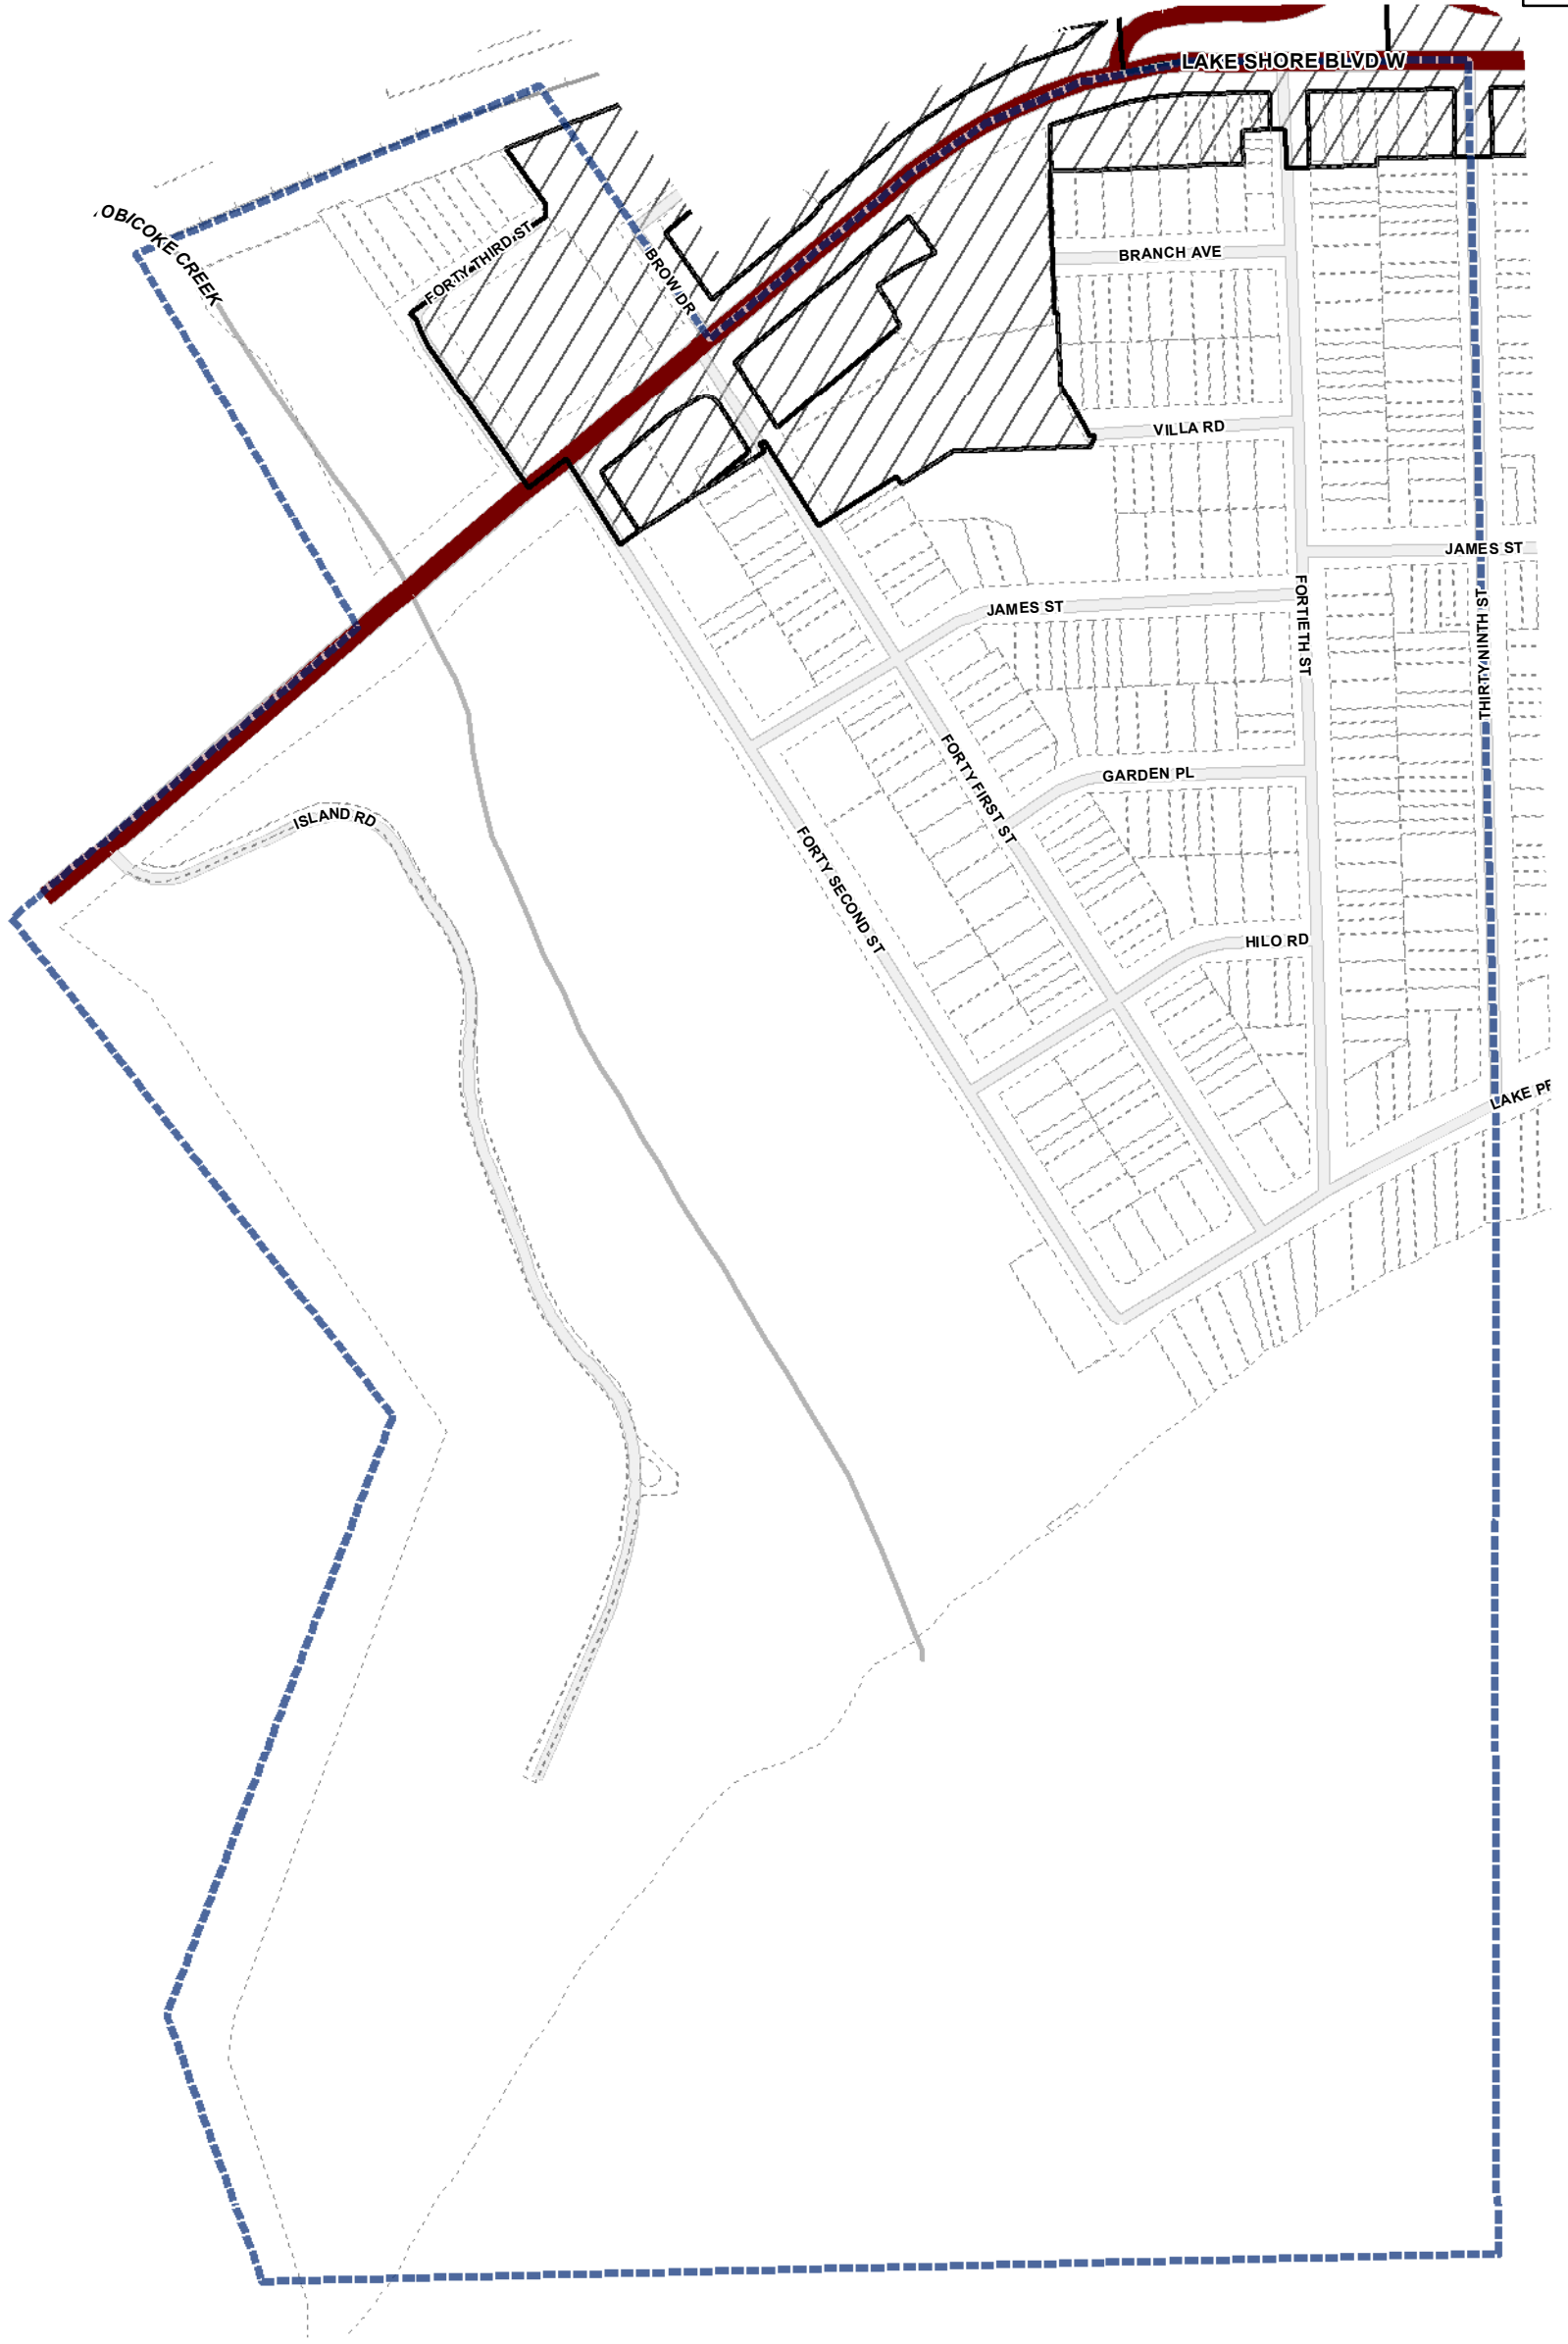 LAKE SHORE BLVD W
OBICOKE CREEK
FORTY THIRD ST
BROW DR
BRANCH AVE
VILLA RD
JAMES ST
JAMES ST
FORTIETH ST
THIRTY NINTH ST
FORTY FIRST ST
GARDEN PL
ISLAND RD
FORTY SECOND ST
HILO RD
LAKE PR